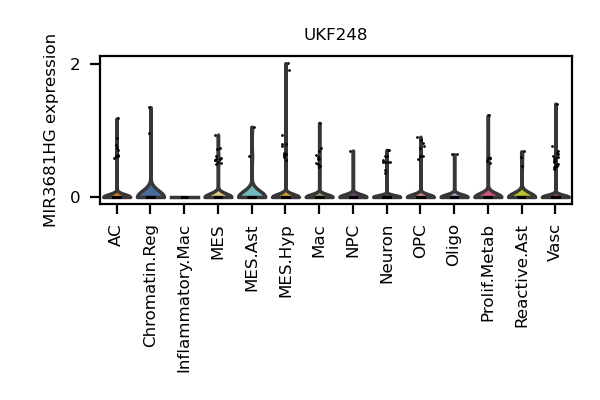 UKF248
MIR3681HG expression
2
0
AC
Chromatin.Reg
Inflammatory.Mac
MES
MES.Ast
MES.Hyp
Mac
NPC
Neuron
OPC
Oligo
Prolif.Metab
Reactive.Ast
Vasc